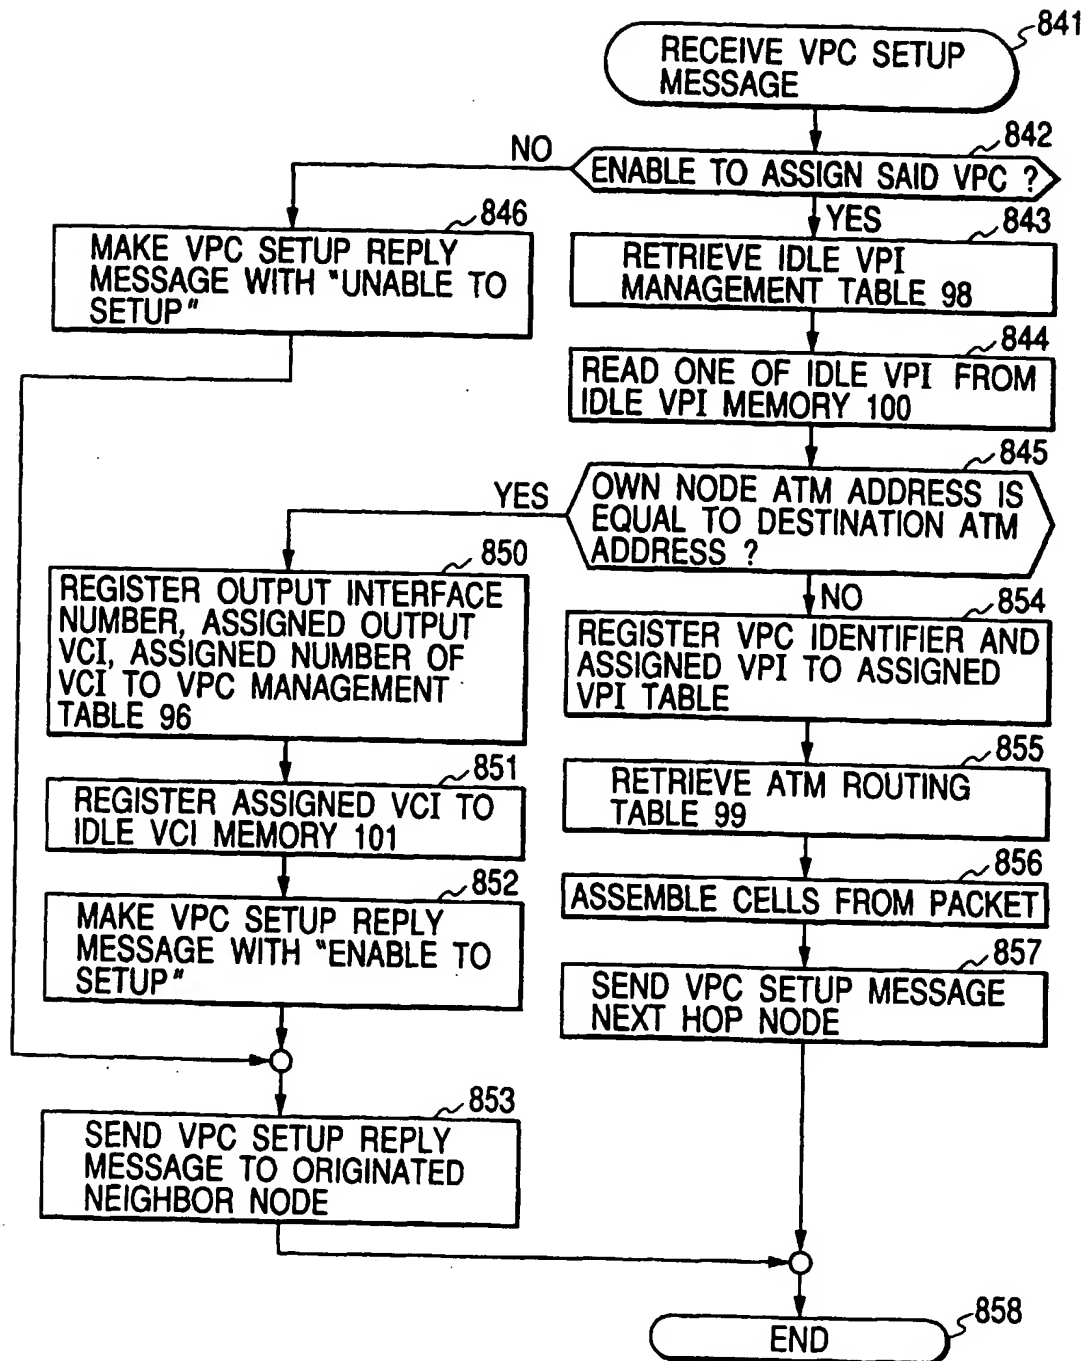 841
RECEIVE VPC SETUP
MESSAGE
842
NO
ENABLE TO ASSIGN SAID VPC ?
YES
846
MAKE VPC SETUP REPLY
MESSAGE WITH "UNABLE TO
SETUP"
843
RETRIEVE IDLE VPI
MANAGEMENT TABLE 98
844
READ ONE OF IDLE VPI FROM
IDLE VPI MEMORY 100
845
YES
OWN NODE ATM ADDRESS IS
EQUAL TO DESTINATION ATM
ADDRESS ?
NO
850
REGISTER OUTPUT INTERFACE
NUMBER, ASSIGNED OUTPUT
VCI, ASSIGNED NUMBER OF
VCI TO VPC MANAGEMENT
TABLE 96
854
REGISTER VPC IDENTIFIER AND
ASSIGNED VPI TO ASSIGNED
VPI TABLE
851
REGISTER ASSIGNED VCI TO
IDLE VCI MEMORY 101
855
RETRIEVE ATM ROUTING
TABLE 99
852
MAKE VPC SETUP REPLY
MESSAGE WITH "ENABLE TO
SETUP"
856
ASSEMBLE CELLS FROM PACKET
857
SEND VPC SETUP MESSAGE
NEXT HOP NODE
853
SEND VPC SETUP REPLY
MESSAGE TO ORIGINATED
NEIGHBOR NODE
858
END